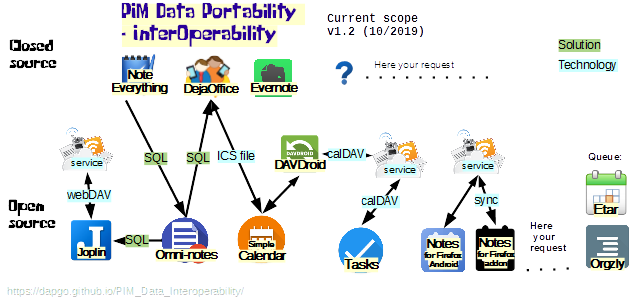 PiM Data Portability
- interOperability
Current scope
v1.2 (10/2019)
Closed
source
Note
Everything
DejaOffice
Evernote
?
Here your request
Solution
Technology
service
SQL
SQL
ICS file
DAVDROID
DAVDroid
calDAV
service
service
Queue:
webDAV
calDAV
sync
Etar
Open
source
Joplin
SQL
Omni-notes
Simple
Calendar
Tasks
Notes
for Firefox
Android
Notes
for Firefox
addon
Here
your
request
Orgzly
https://dapgo.github.io/PIM_Data_Interoperability/